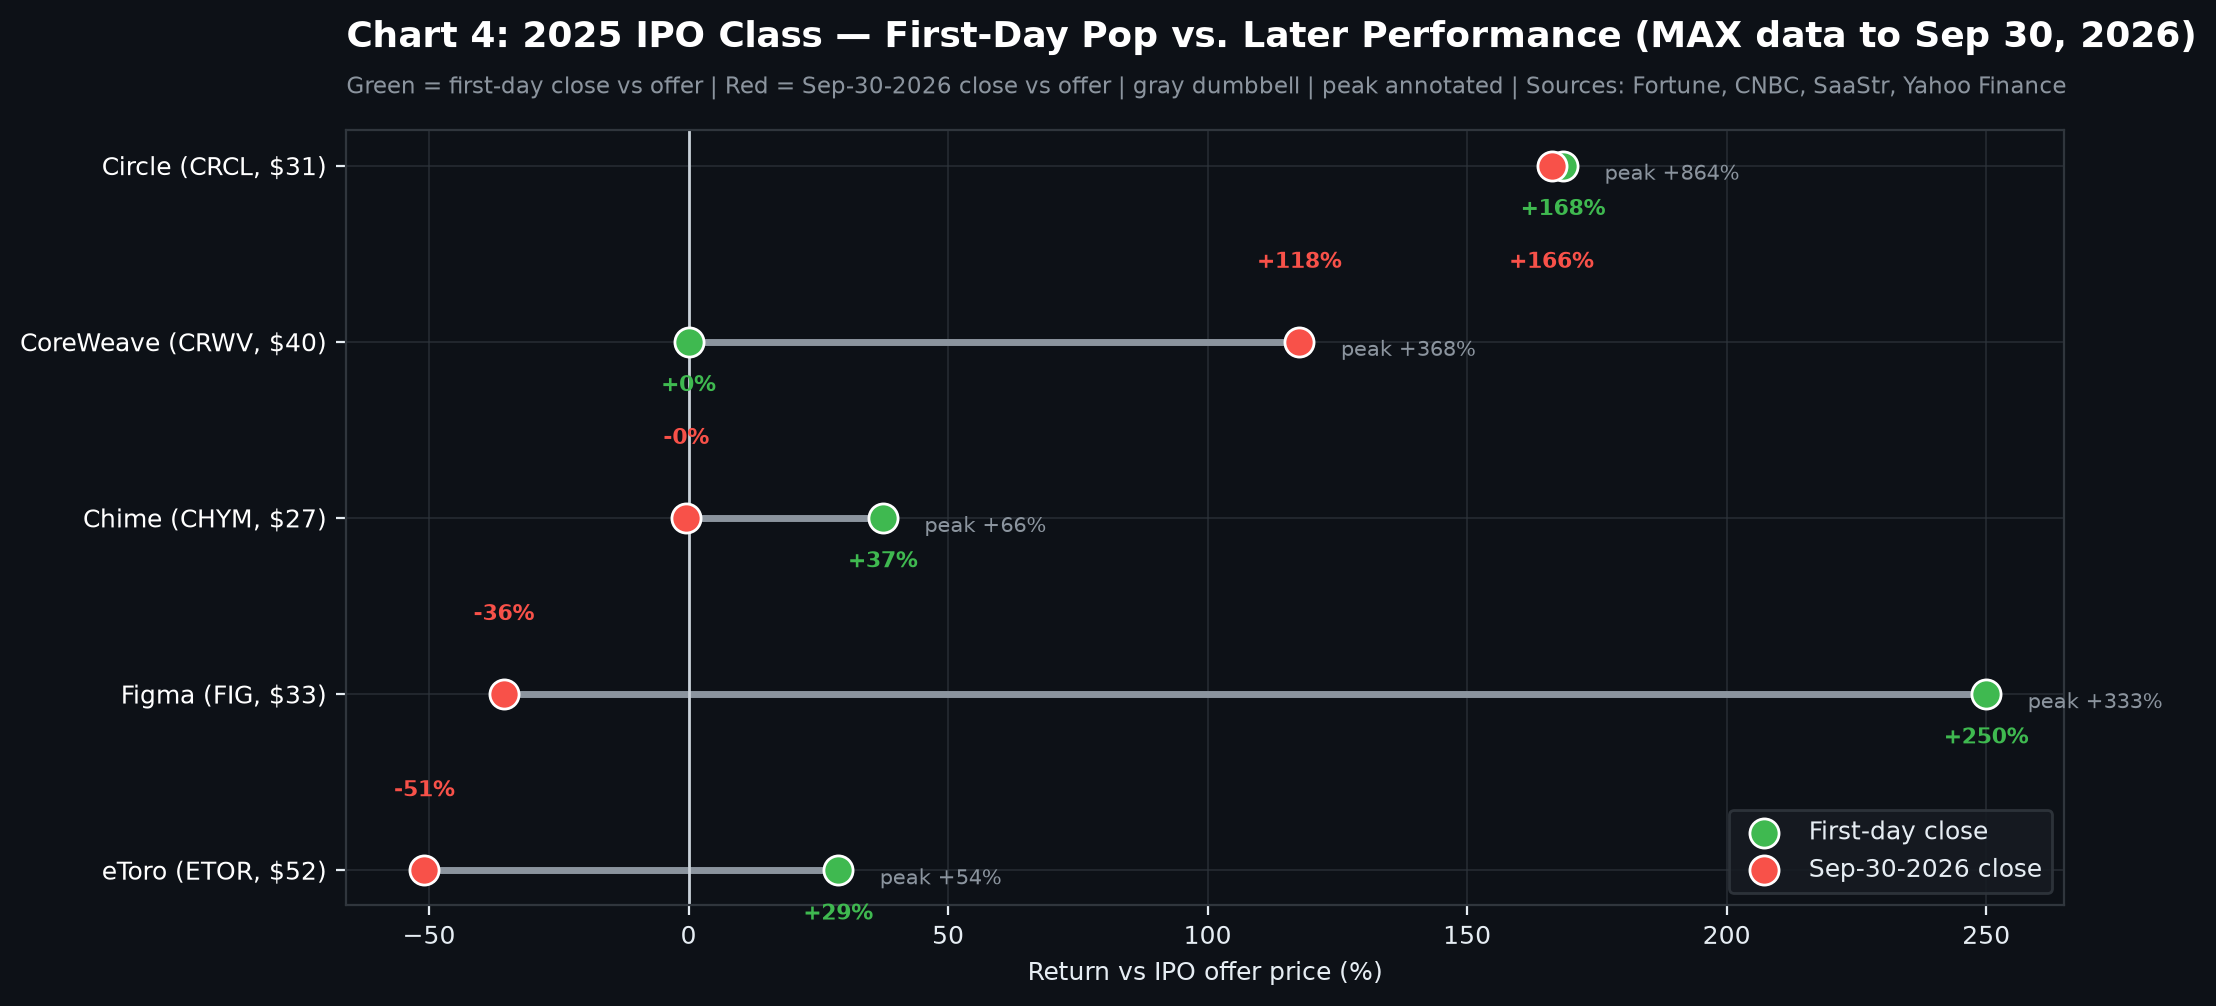 Chart 4: 2025 IPO Class — First-Day Pop vs. Later Performance (MAX data to Sep 30, 2026)
Green = first-day close vs offer | Red = Sep-30-2026 close vs offer | gray dumbbell | peak annotated | Sources: Fortune, CNBC, SaaStr, Yahoo Finance
Circle (CRCL, $31)
peak +864%
+168%
+118%
+166%
CoreWeave (CRWV, $40)
peak +368%
+0%
-0%
Chime (CHYM, $27)
peak +66%
+37%
-36%
Figma (FIG, $33)
peak +333%
+250%
-51%
eToro (ETOR, $52)
peak +54%
+29%
First-day close
Sep-30-2026 close
−50 0 50 100 150 200 250
Return vs IPO offer price (%)